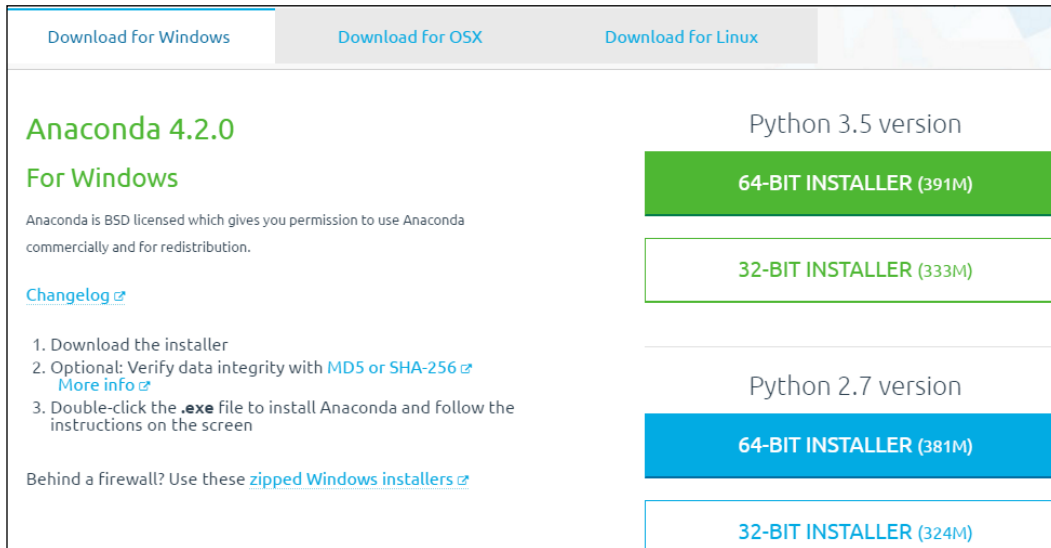 Download for Windows
Download for OSX
Download for Linux
Anaconda 4.2.0
For Windows
Anaconda is BSD licensed which gives you permission to use Anaconda
commercially and for redistribution.
Changelog
1. Download the installer
2. Optional: Verify data integrity with MD5 or SHA-256
More info
3. Double-click the .exe file to install Anaconda and follow the
instructions on the screen
Behind a firewall? Use these zipped Windows installers
Python 3.5 version
64-BIT INSTALLER (391M)
32-BIT INSTALLER (333M)
Python 2.7 version
64-BIT INSTALLER (381M)
32-BIT INSTALLER (324M)